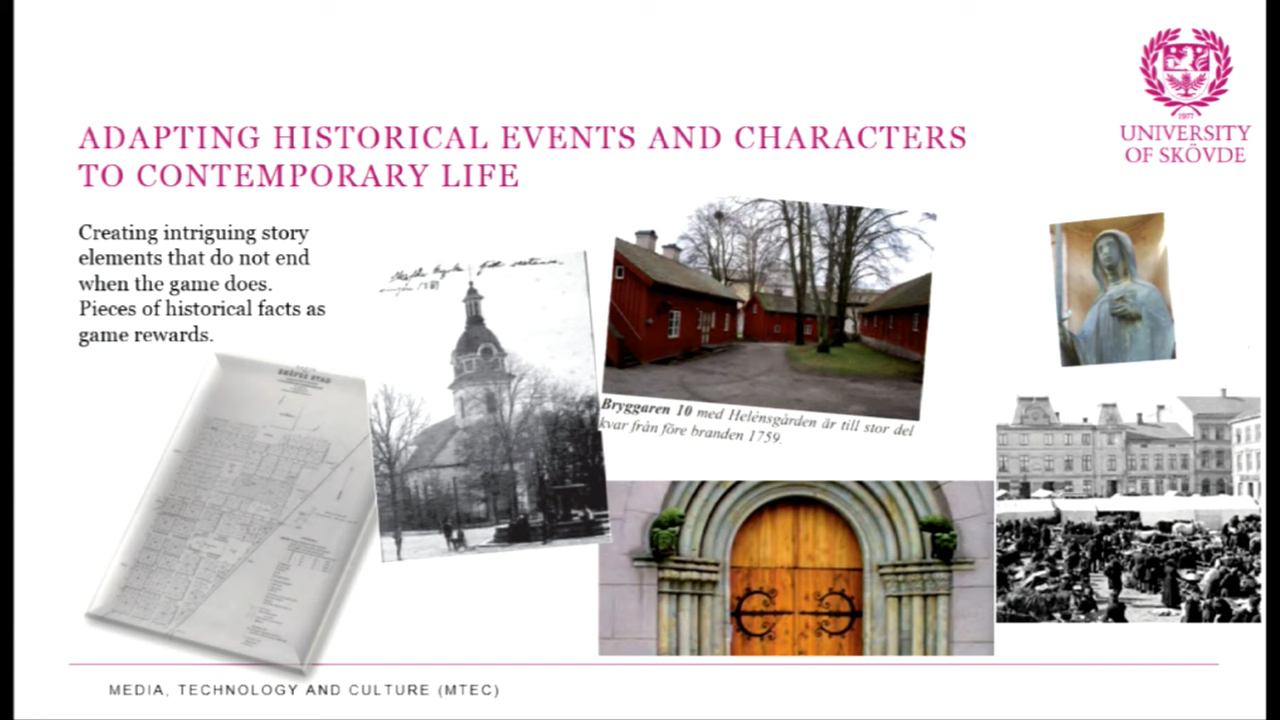 1977
UNIVERSITY
OF SKÖVDE
ADAPTING HISTORICAL EVENTS AND CHARACTERS
TO CONTEMPORARY LIFE
Creating intriguing story
elements that do not end
when the game does.
Pieces of historical facts as
game rewards.
Bryggaren 10 med Helénsgården är till stor del
kvar från före branden 1759.
MEDIA, TECHNOLOGY AND CULTURE (MTEC)